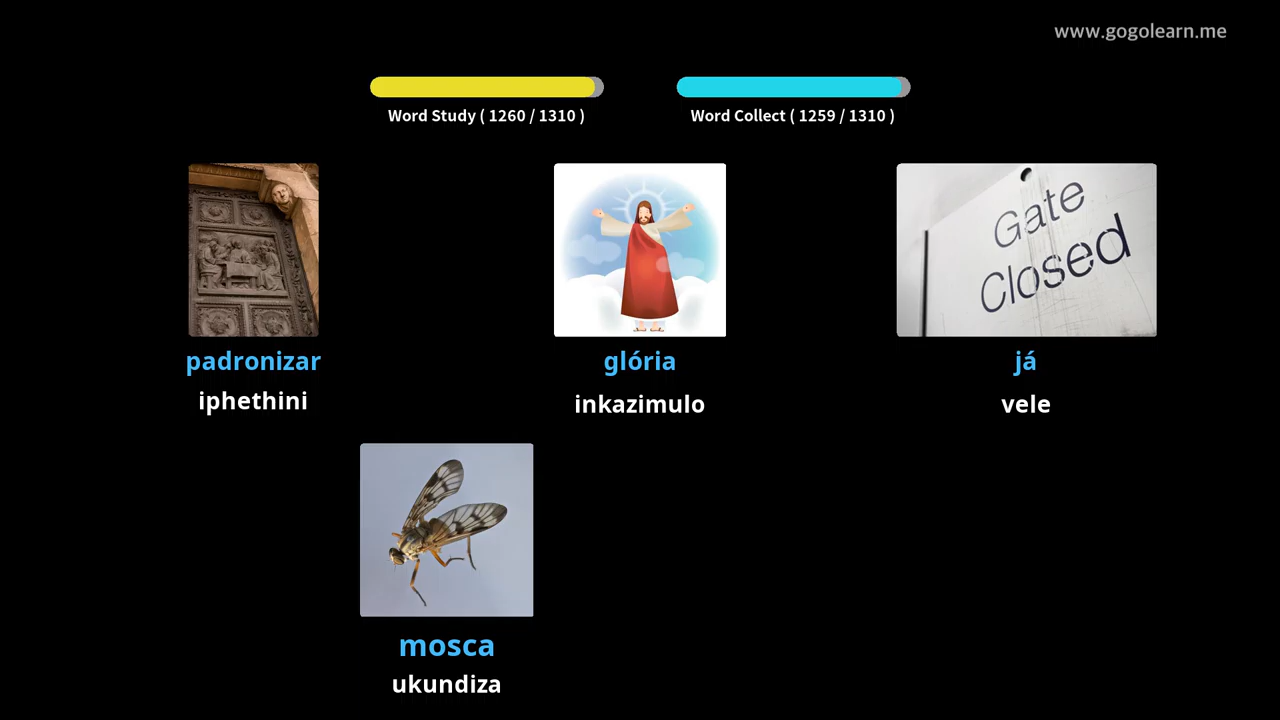 www.gogolearn.me
Word Study ( 1260 / 1310 )
Word Collect ( 1259 / 1310 )
Gate
Closed
padronizar
iphethini
glória
inkazimulo
já
vele
mosca
ukundiza